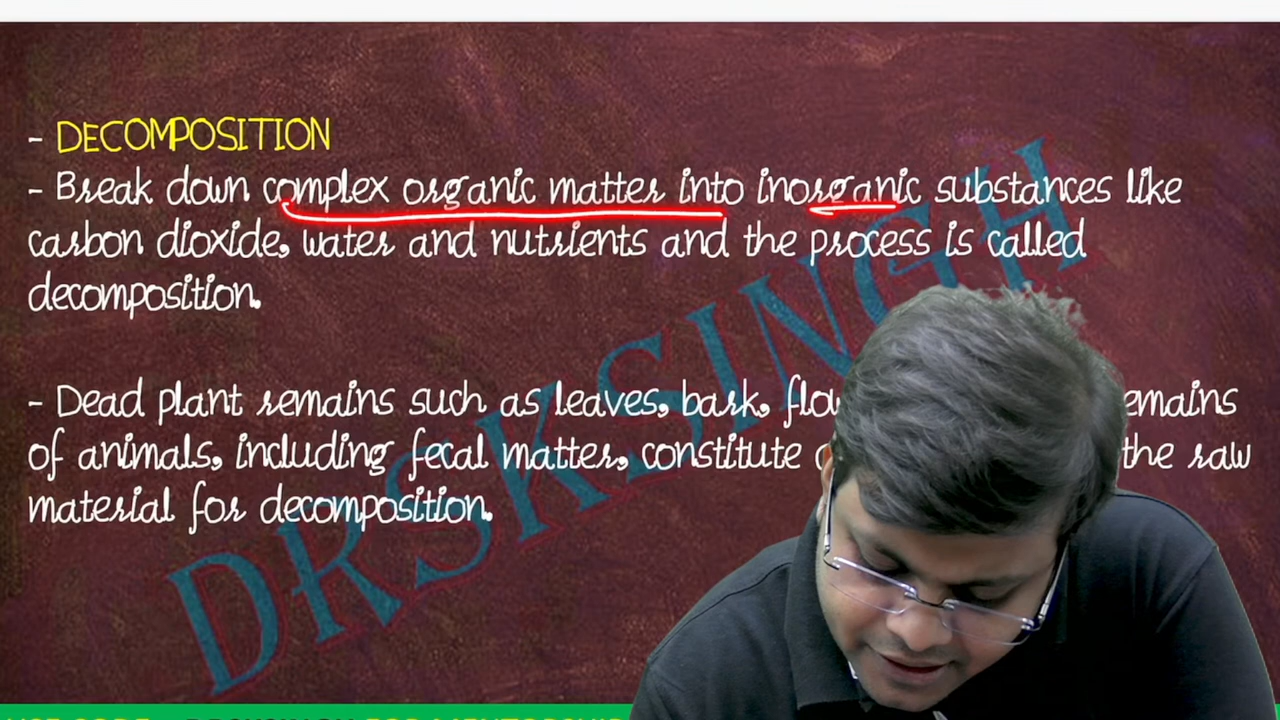 - DECOMPOSITION
- Break down complex organic matter into inorganic substances like
carbon dioxide, water and nutrients and the process is called
decomposition.
- Dead plant remains such as leaves, bark,
of animals, including fecal matter, constitute the raw
material for decomposition.
DRSKSINGH